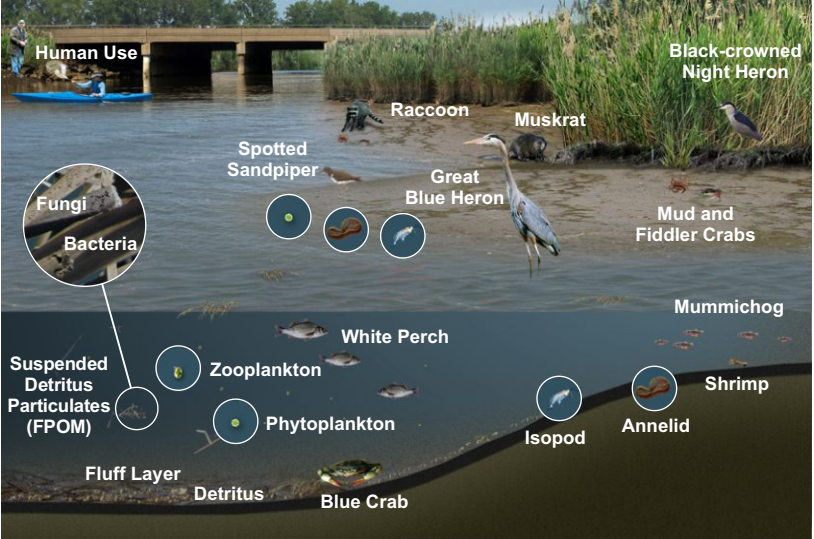 Human Use
Black-crowned
Night Heron
Raccoon
Muskrat
Spotted
Sandpiper
Great
Blue Heron
Fungi
Bacteria
Mud and
Fiddler Crabs
Mummichog
White Perch
Suspended
Detritus
Particulates
(FPOM)
Zooplankton
Shrimp
Phytoplankton
Annelid
Isopod
Fluff Layer
Detritus
Blue Crab